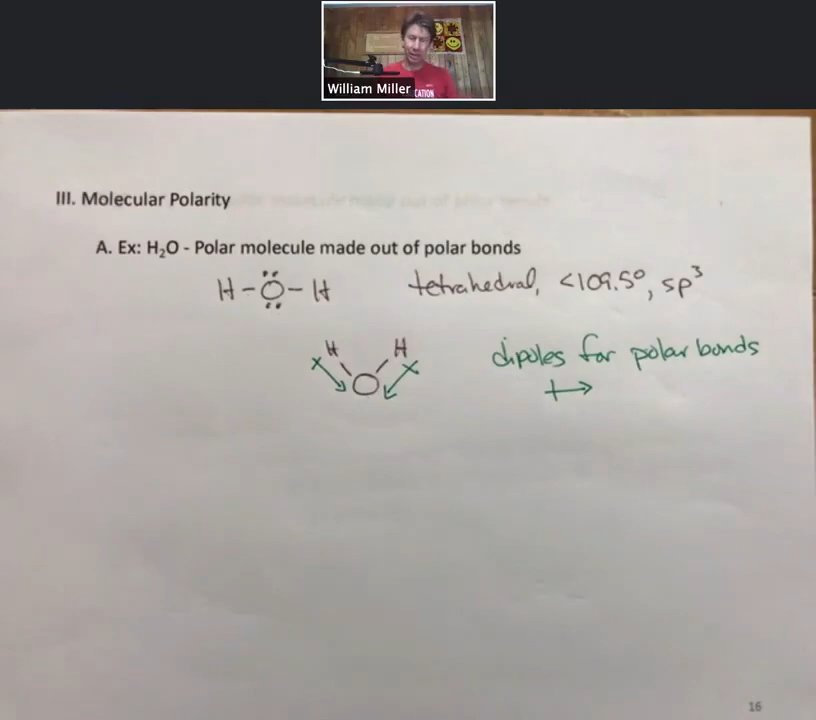 William Miller
CATION
III. Molecular Polarity
A. Ex: H₂O - Polar molecule made out of polar bonds
H-Ö-H tetrahedral, <109.5°, sp³
H H dipoles for polar bonds
O
16